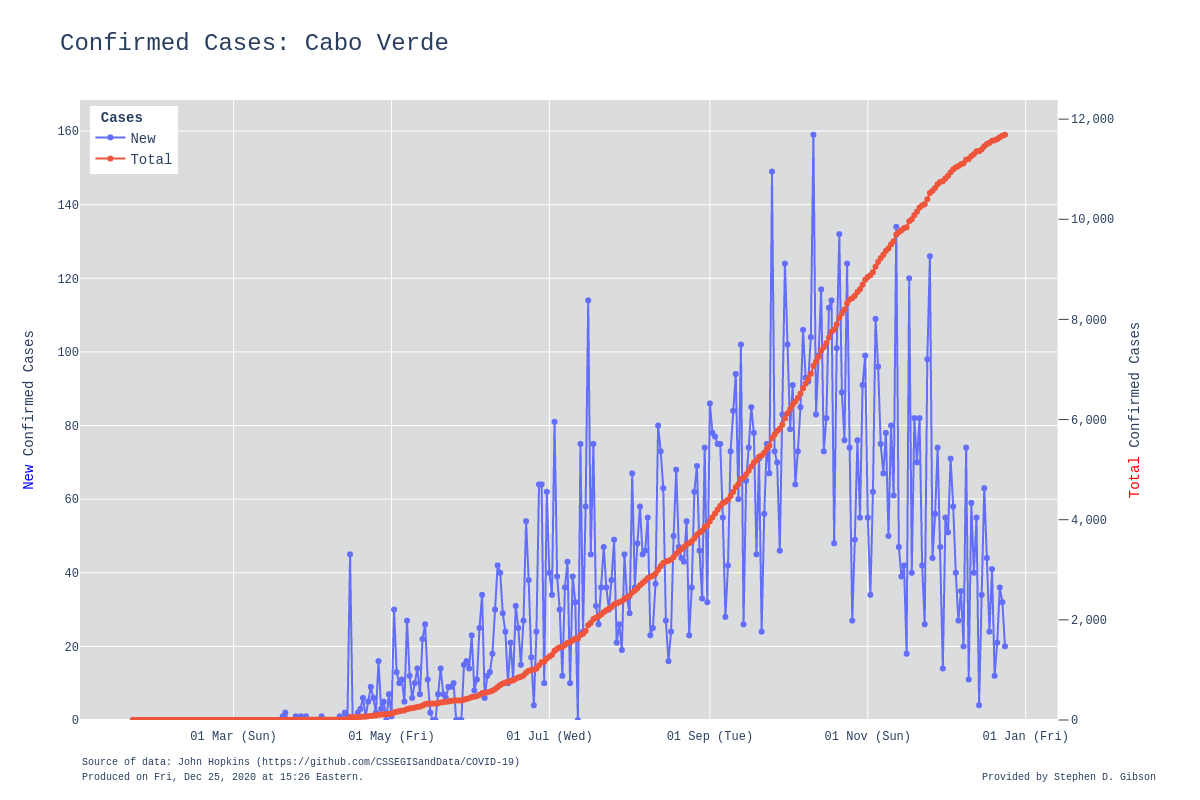 Confirmed Cases: Cabo Verde
Cases
New
Total
160
140
120
100
80
60
40
20
0
12,000
10,000
8,000
6,000
4,000
2,000
0
New Confirmed Cases
Total Confirmed Cases
01 Mar (Sun) 01 May (Fri) 01 Jul (Wed) 01 Sep (Tue) 01 Nov (Sun) 01 Jan (Fri)
Source of data: John Hopkins (https://github.com/CSSEGISandData/COVID-19)
Produced on Fri, Dec 25, 2020 at 15:26 Eastern.
Provided by Stephen D. Gibson